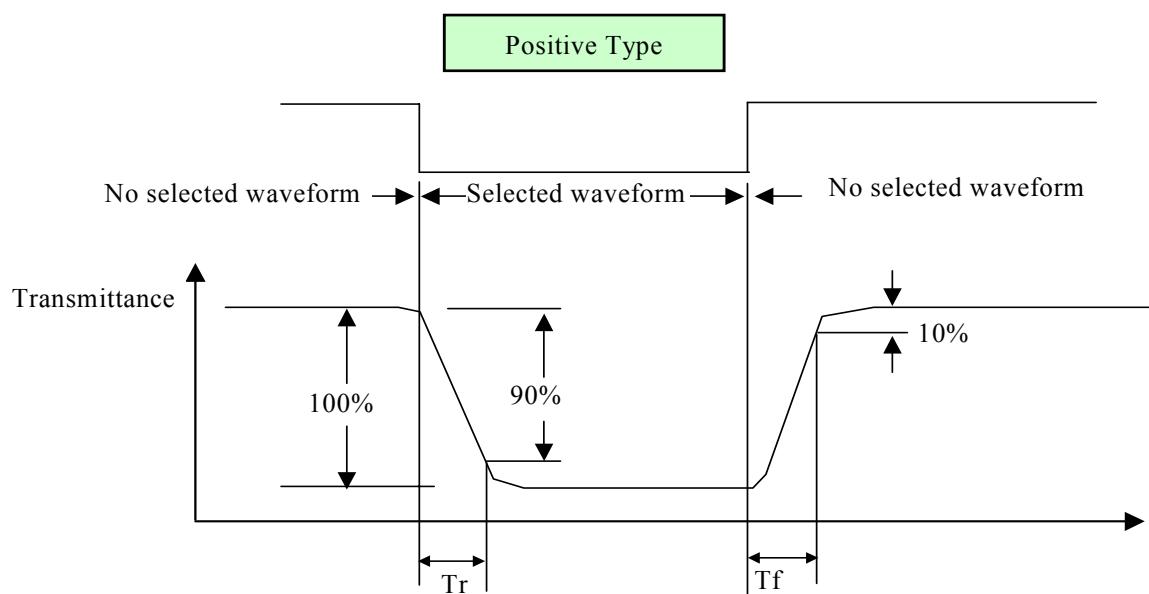 Positive Type
No selected waveform
Selected waveform
No selected waveform
Transmittance
10%
100%
90%
Tr
Tf